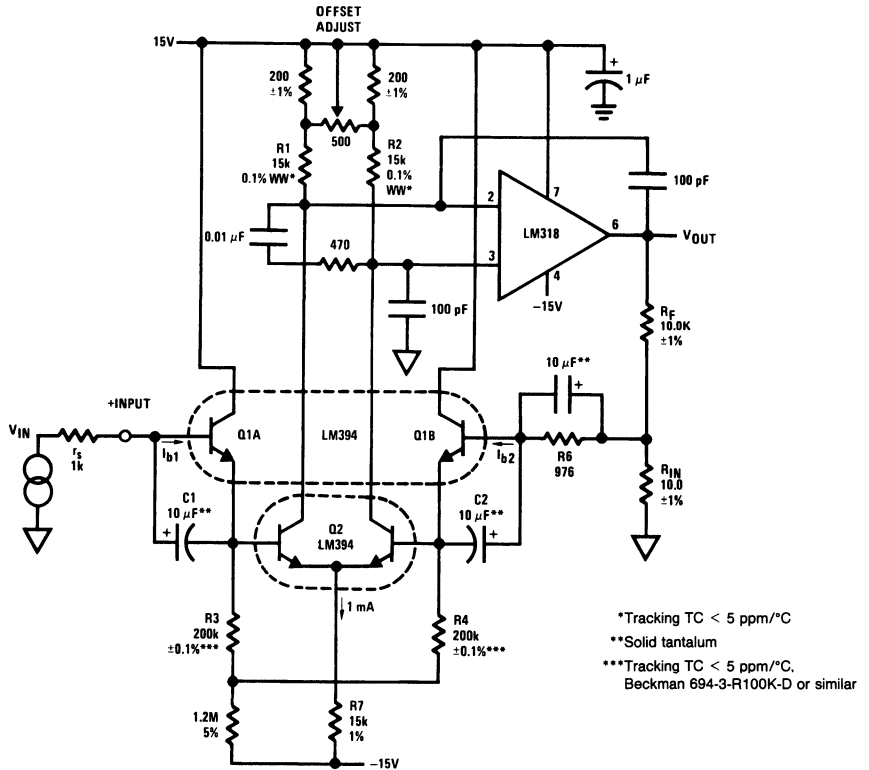 OFFSET
ADJUST
15V
200
±1%
200
±1%
+
1 μF
500
R1
15k
0.1% WW*
R2
15k
0.1%
WW*
2
7
100 pF
0.01 μF
LM318
6
VOUT
470
3
4
−15V
100 pF
RF
10.0K
±1%
10 μF**
+
+INPUT
VIN
rs
1k
Ib1
Q1A
LM394
Q1B
Ib2
R6
976
RIN
10.0
±1%
C1
10 μF**
+
Q2
LM394
C2
10 μF**
+
1 mA
R3
200k
±0.1%***
R4
200k
±0.1%***
*Tracking TC < 5 ppm/°C
**Solid tantalum
***Tracking TC < 5 ppm/°C.
Beckman 694-3-R100K-D or similar
1.2M
5%
R7
15k
1%
−15V